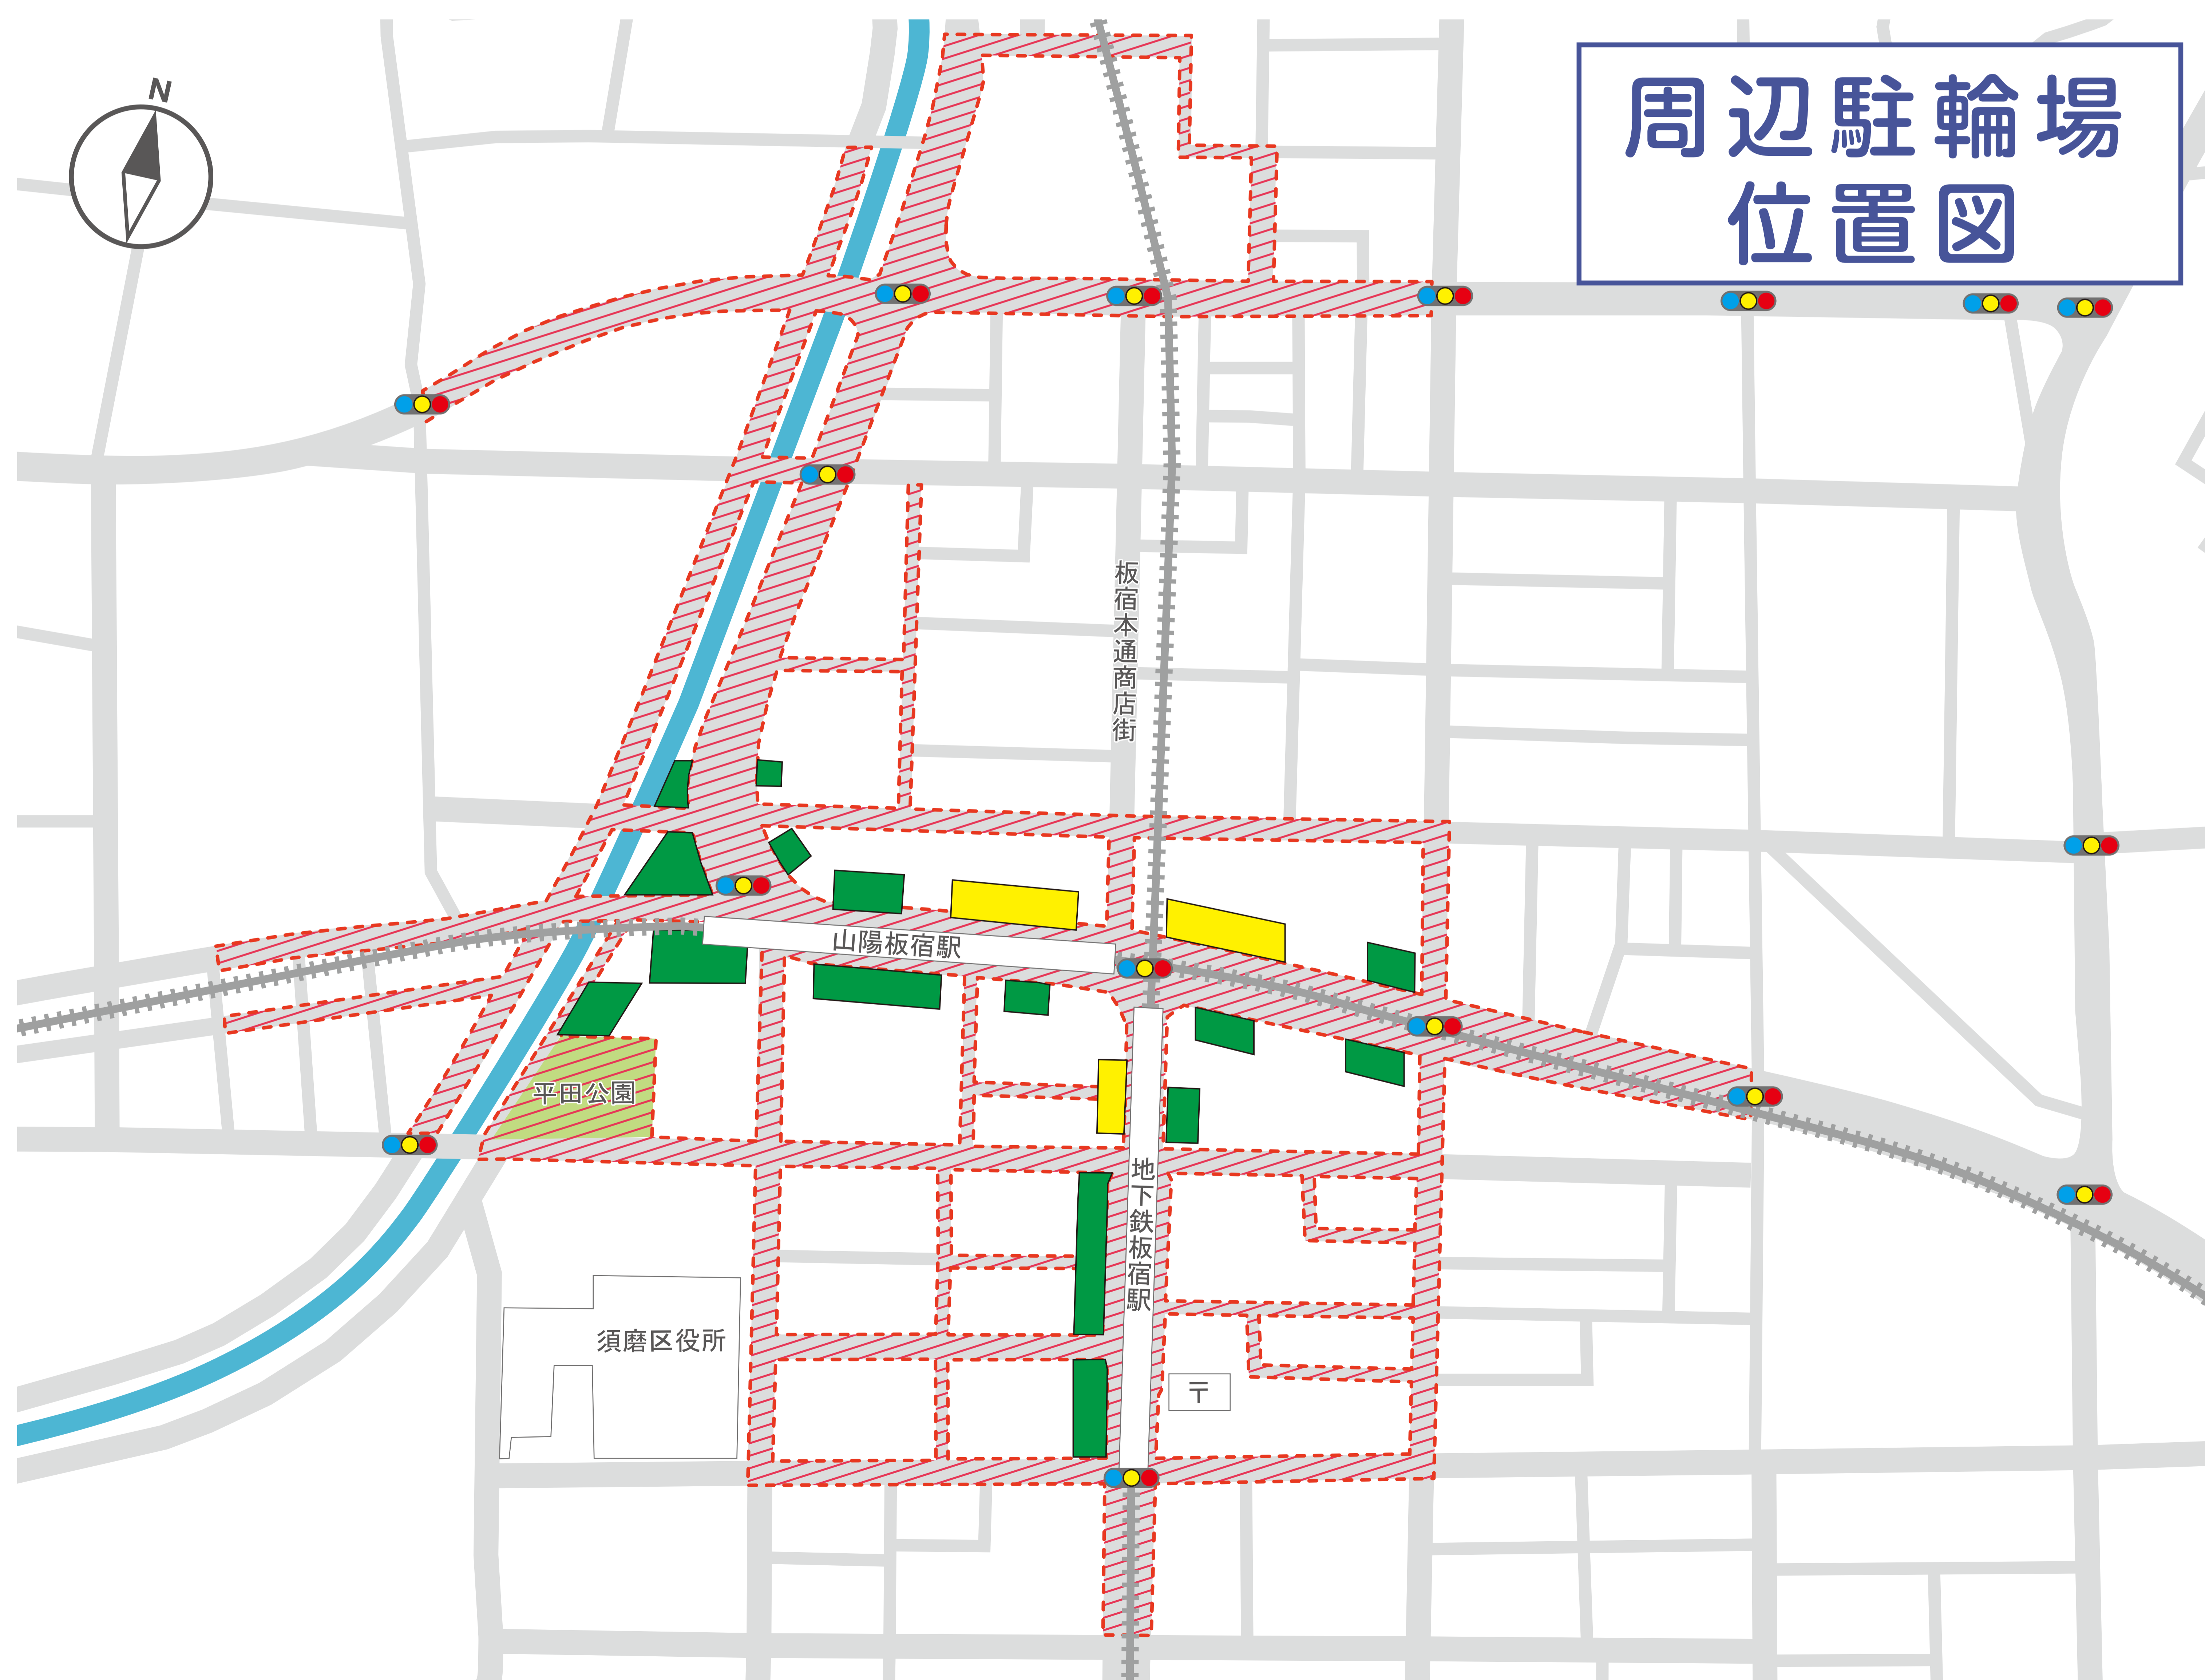 周辺駐輪場
位置図
N
板宿本通商店街
山陽板宿駅
平田公園
地下鉄板宿駅
須磨区役所
〒